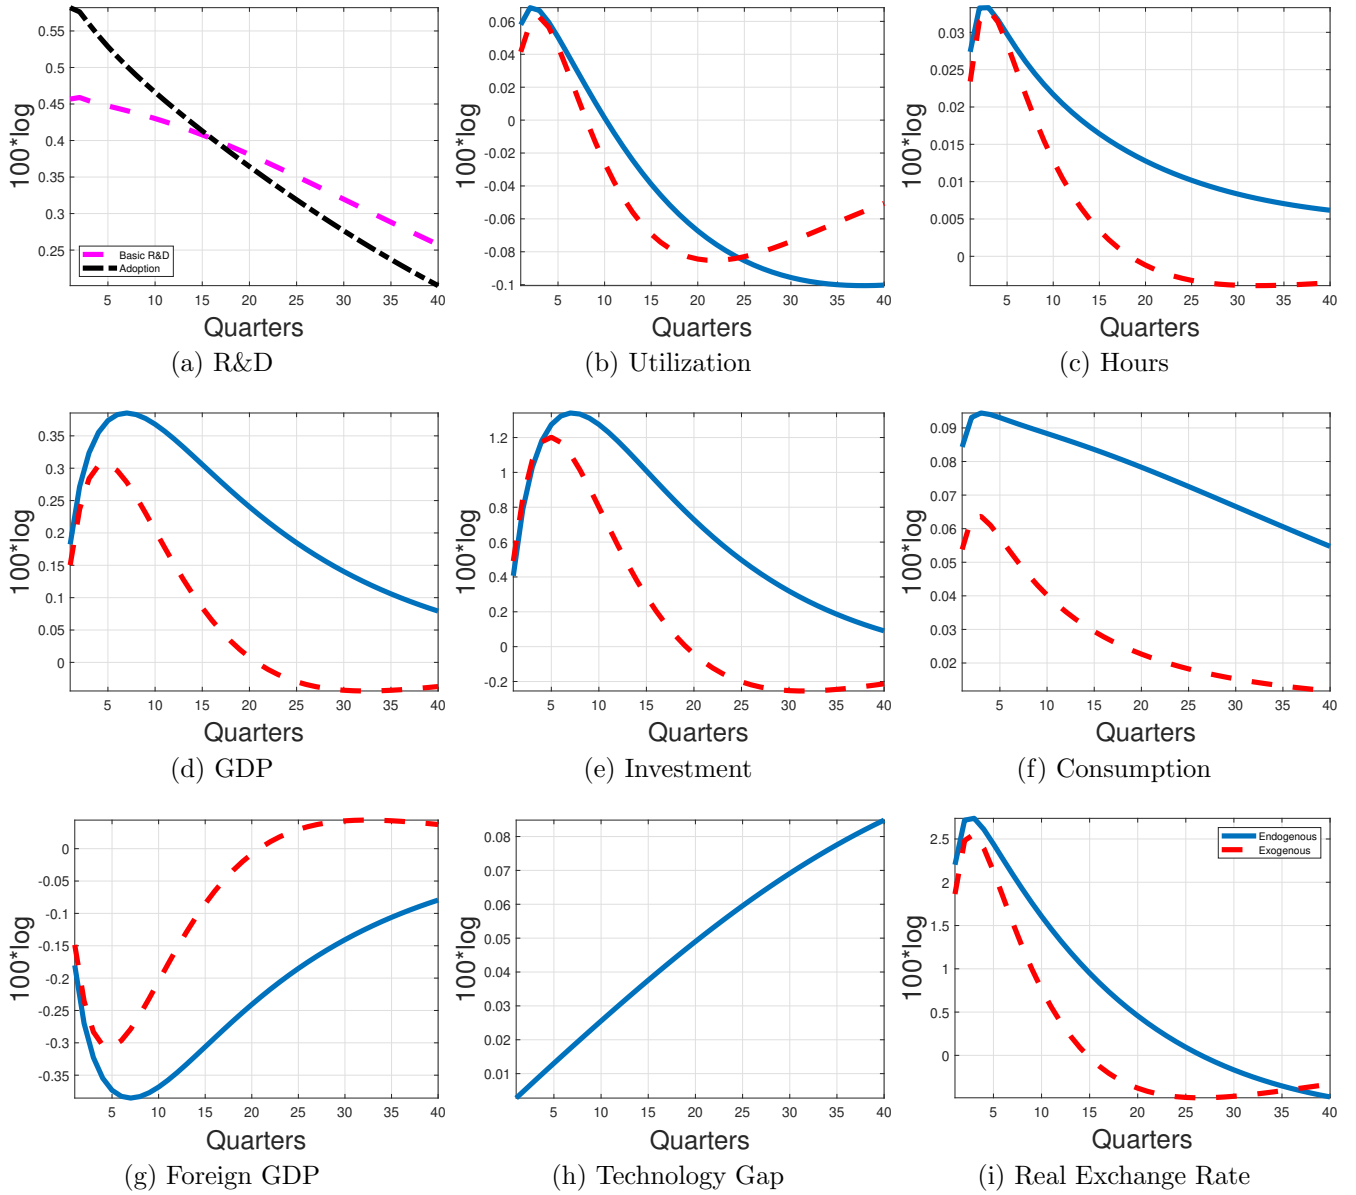 0.55
0.5
0.45
0.4
0.35
0.3
0.25
100*log
Basic R&D
Adoption
5 10 15 20 25 30 35 40
Quarters
(a) R&D
0.06
0.04
0.02
0
-0.02
-0.04
-0.06
-0.08
-0.1
100*log
5 10 15 20 25 30 35 40
Quarters
(b) Utilization
0.03
0.025
0.02
0.015
0.01
0.005
0
100*log
5 10 15 20 25 30 35 40
Quarters
(c) Hours
0.35
0.3
0.25
0.2
0.15
0.1
0.05
0
100*log
5 10 15 20 25 30 35 40
Quarters
(d) GDP
1.2
1
0.8
0.6
0.4
0.2
0
-0.2
100*log
5 10 15 20 25 30 35 40
Quarters
(e) Investment
0.09
0.08
0.07
0.06
0.05
0.04
0.03
0.02
100*log
5 10 15 20 25 30 35 40
Quarters
(f) Consumption
0
-0.05
-0.1
-0.15
-0.2
-0.25
-0.3
-0.35
100*log
5 10 15 20 25 30 35 40
Quarters
(g) Foreign GDP
0.08
0.07
0.06
0.05
0.04
0.03
0.02
0.01
100*log
5 10 15 20 25 30 35 40
Quarters
(h) Technology Gap
2.5
2
1.5
1
0.5
0
100*log
Endogenous
Exogenous
5 10 15 20 25 30 35 40
Quarters
(i) Real Exchange Rate